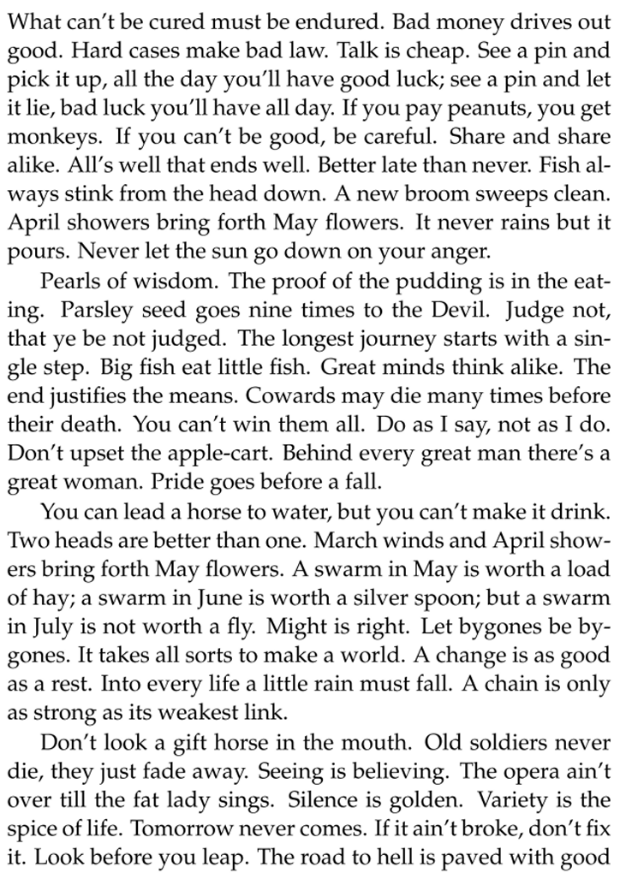 What can’t be cured must be endured. Bad money drives out
good. Hard cases make bad law. Talk is cheap. See a pin and
pick it up, all the day you’ll have good luck; see a pin and let
it lie, bad luck you’ll have all day. If you pay peanuts, you get
monkeys. If you can’t be good, be careful. Share and share
alike. All’s well that ends well. Better late than never. Fish al-
ways stink from the head down. A new broom sweeps clean.
April showers bring forth May flowers. It never rains but it
pours. Never let the sun go down on your anger.
Pearls of wisdom. The proof of the pudding is in the eat-
ing. Parsley seed goes nine times to the Devil. Judge not,
that ye be not judged. The longest journey starts with a sin-
gle step. Big fish eat little fish. Great minds think alike. The
end justifies the means. Cowards may die many times before
their death. You can’t win them all. Do as I say, not as I do.
Don’t upset the apple-cart. Behind every great man there’s a
great woman. Pride goes before a fall.
You can lead a horse to water, but you can’t make it drink.
Two heads are better than one. March winds and April show-
ers bring forth May flowers. A swarm in May is worth a load
of hay; a swarm in June is worth a silver spoon; but a swarm
in July is not worth a fly. Might is right. Let bygones be by-
gones. It takes all sorts to make a world. A change is as good
as a rest. Into every life a little rain must fall. A chain is only
as strong as its weakest link.
Don’t look a gift horse in the mouth. Old soldiers never
die, they just fade away. Seeing is believing. The opera ain’t
over till the fat lady sings. Silence is golden. Variety is the
spice of life. Tomorrow never comes. If it ain’t broke, don’t fix
it. Look before you leap. The road to hell is paved with good